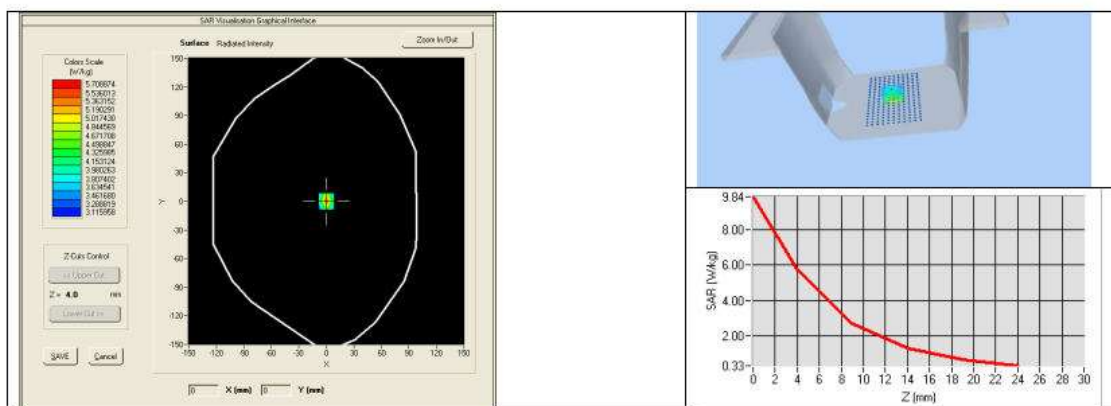 SAR Visualisation Graphical Interface
Surface Radiated Intensity
Zoom In/Out
Colors Scale
(W/kg)
5.708874
5.536013
5.363152
5.190291
5.017430
4.844569
4.671708
4.498847
4.325985
4.153124
3.980263
3.807402
3.634541
3.461680
3.288819
3.115958
150
120
90
60
30
0
-30
-60
-90
-120
-150
Y
-150 -120 -90 -60 -30 0 30 60 90 120 150
X
Z-Cuts Control
<< Upper Cut
Z = 4.0 mm
Lower Cut >>
SAVE Cancel
0 X (mm) 0 Y (mm)
9.84
8.00
6.00
4.00
2.00
0.33
SAR (W/kg)
0 2 4 6 8 10 12 14 16 18 20 22 24 26 28 30
Z (mm)